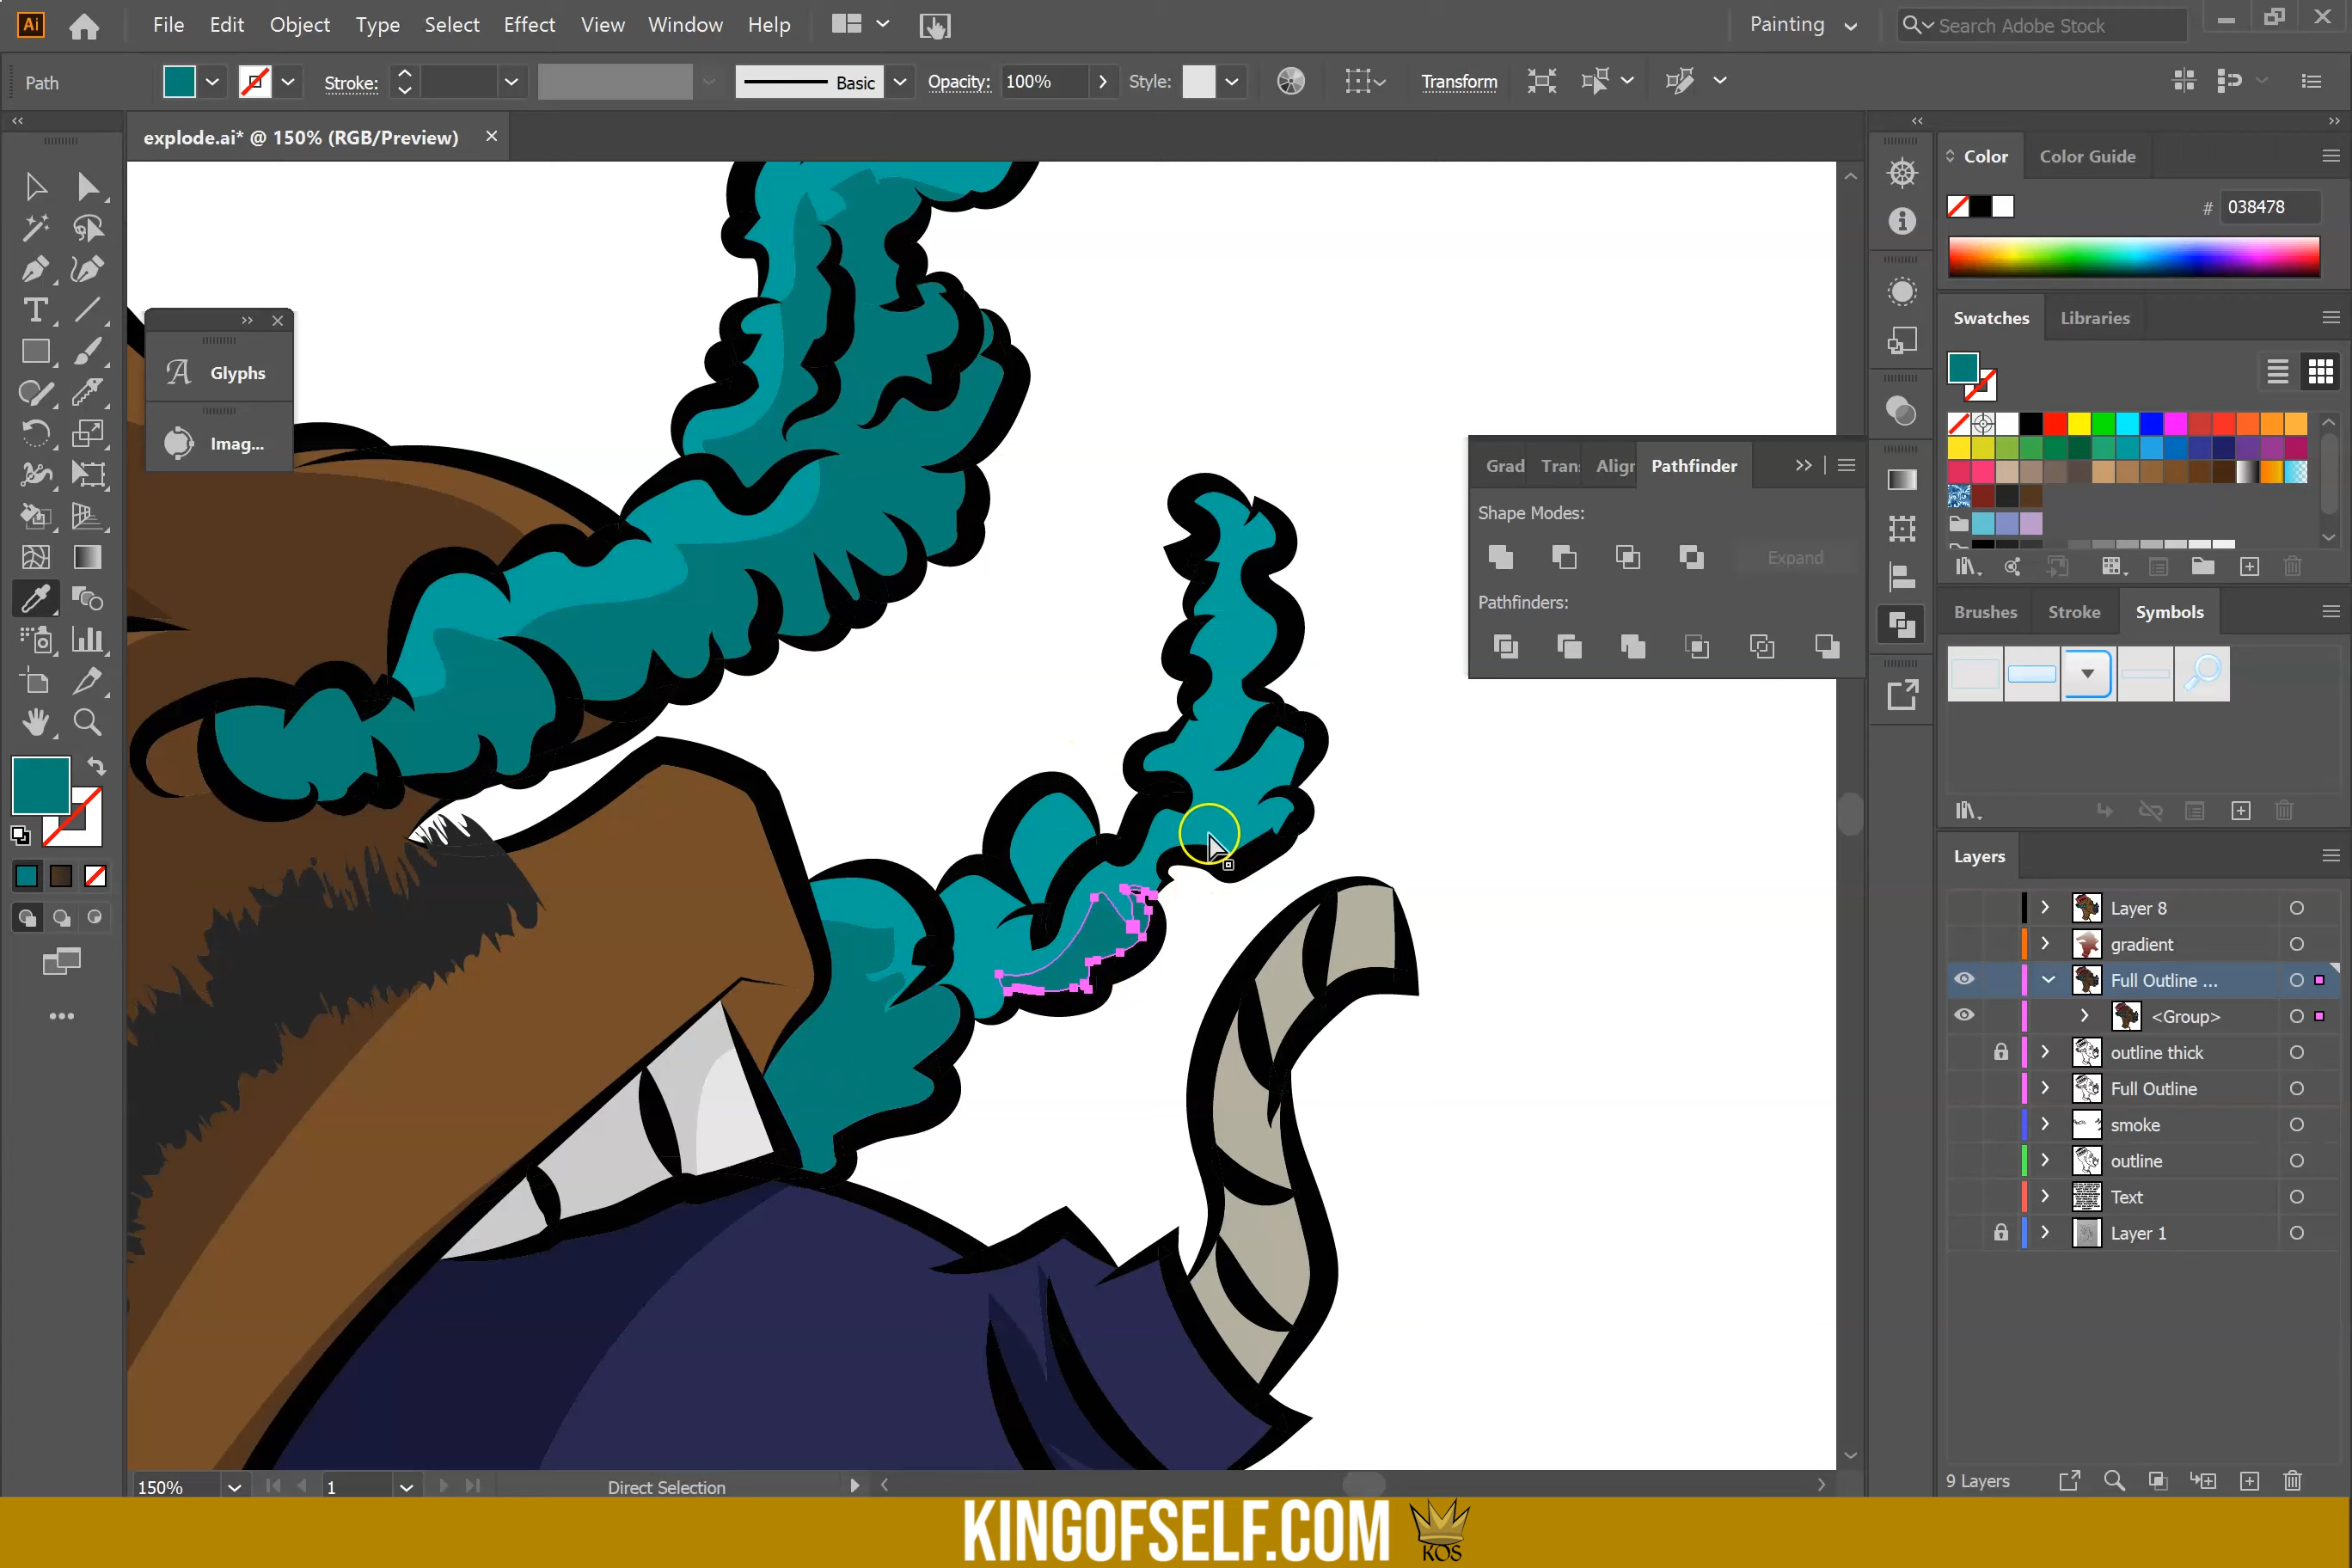 Ai File Edit Object Type Select Effect View Window Help Painting Search Adobe Stock
Path Stroke: Basic Opacity: 100% Style: Transform
explode.ai* @ 150% (RGB/Preview)
Color Color Guide
# 038478
Swatches Libraries
Glyphs
Imag...
Grad Tran Align Pathfinder
Shape Modes:
Expand
Pathfinders:
Brushes Stroke Symbols
Layers
Layer 8
gradient
Full Outline ...
<Group>
outline thick
Full Outline
smoke
outline
Text
Layer 1
9 Layers
150% 1 Direct Selection
KINGOFSELF.COM
KOS